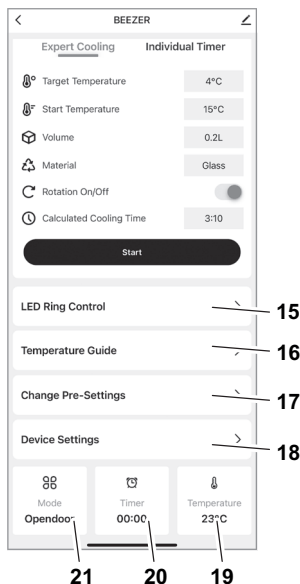 BEEZER
Expert Cooling Individual Timer
Target Temperature 4°C
Start Temperature 15°C
Volume 0.2L
Material Glass
Rotation On/Off
Calculated Cooling Time 3:10
Start
LED Ring Control 15
Temperature Guide 16
Change Pre-Settings 17
Device Settings 18
Mode Timer Temperature
Opendoor 00:00 23°C
21 20 19